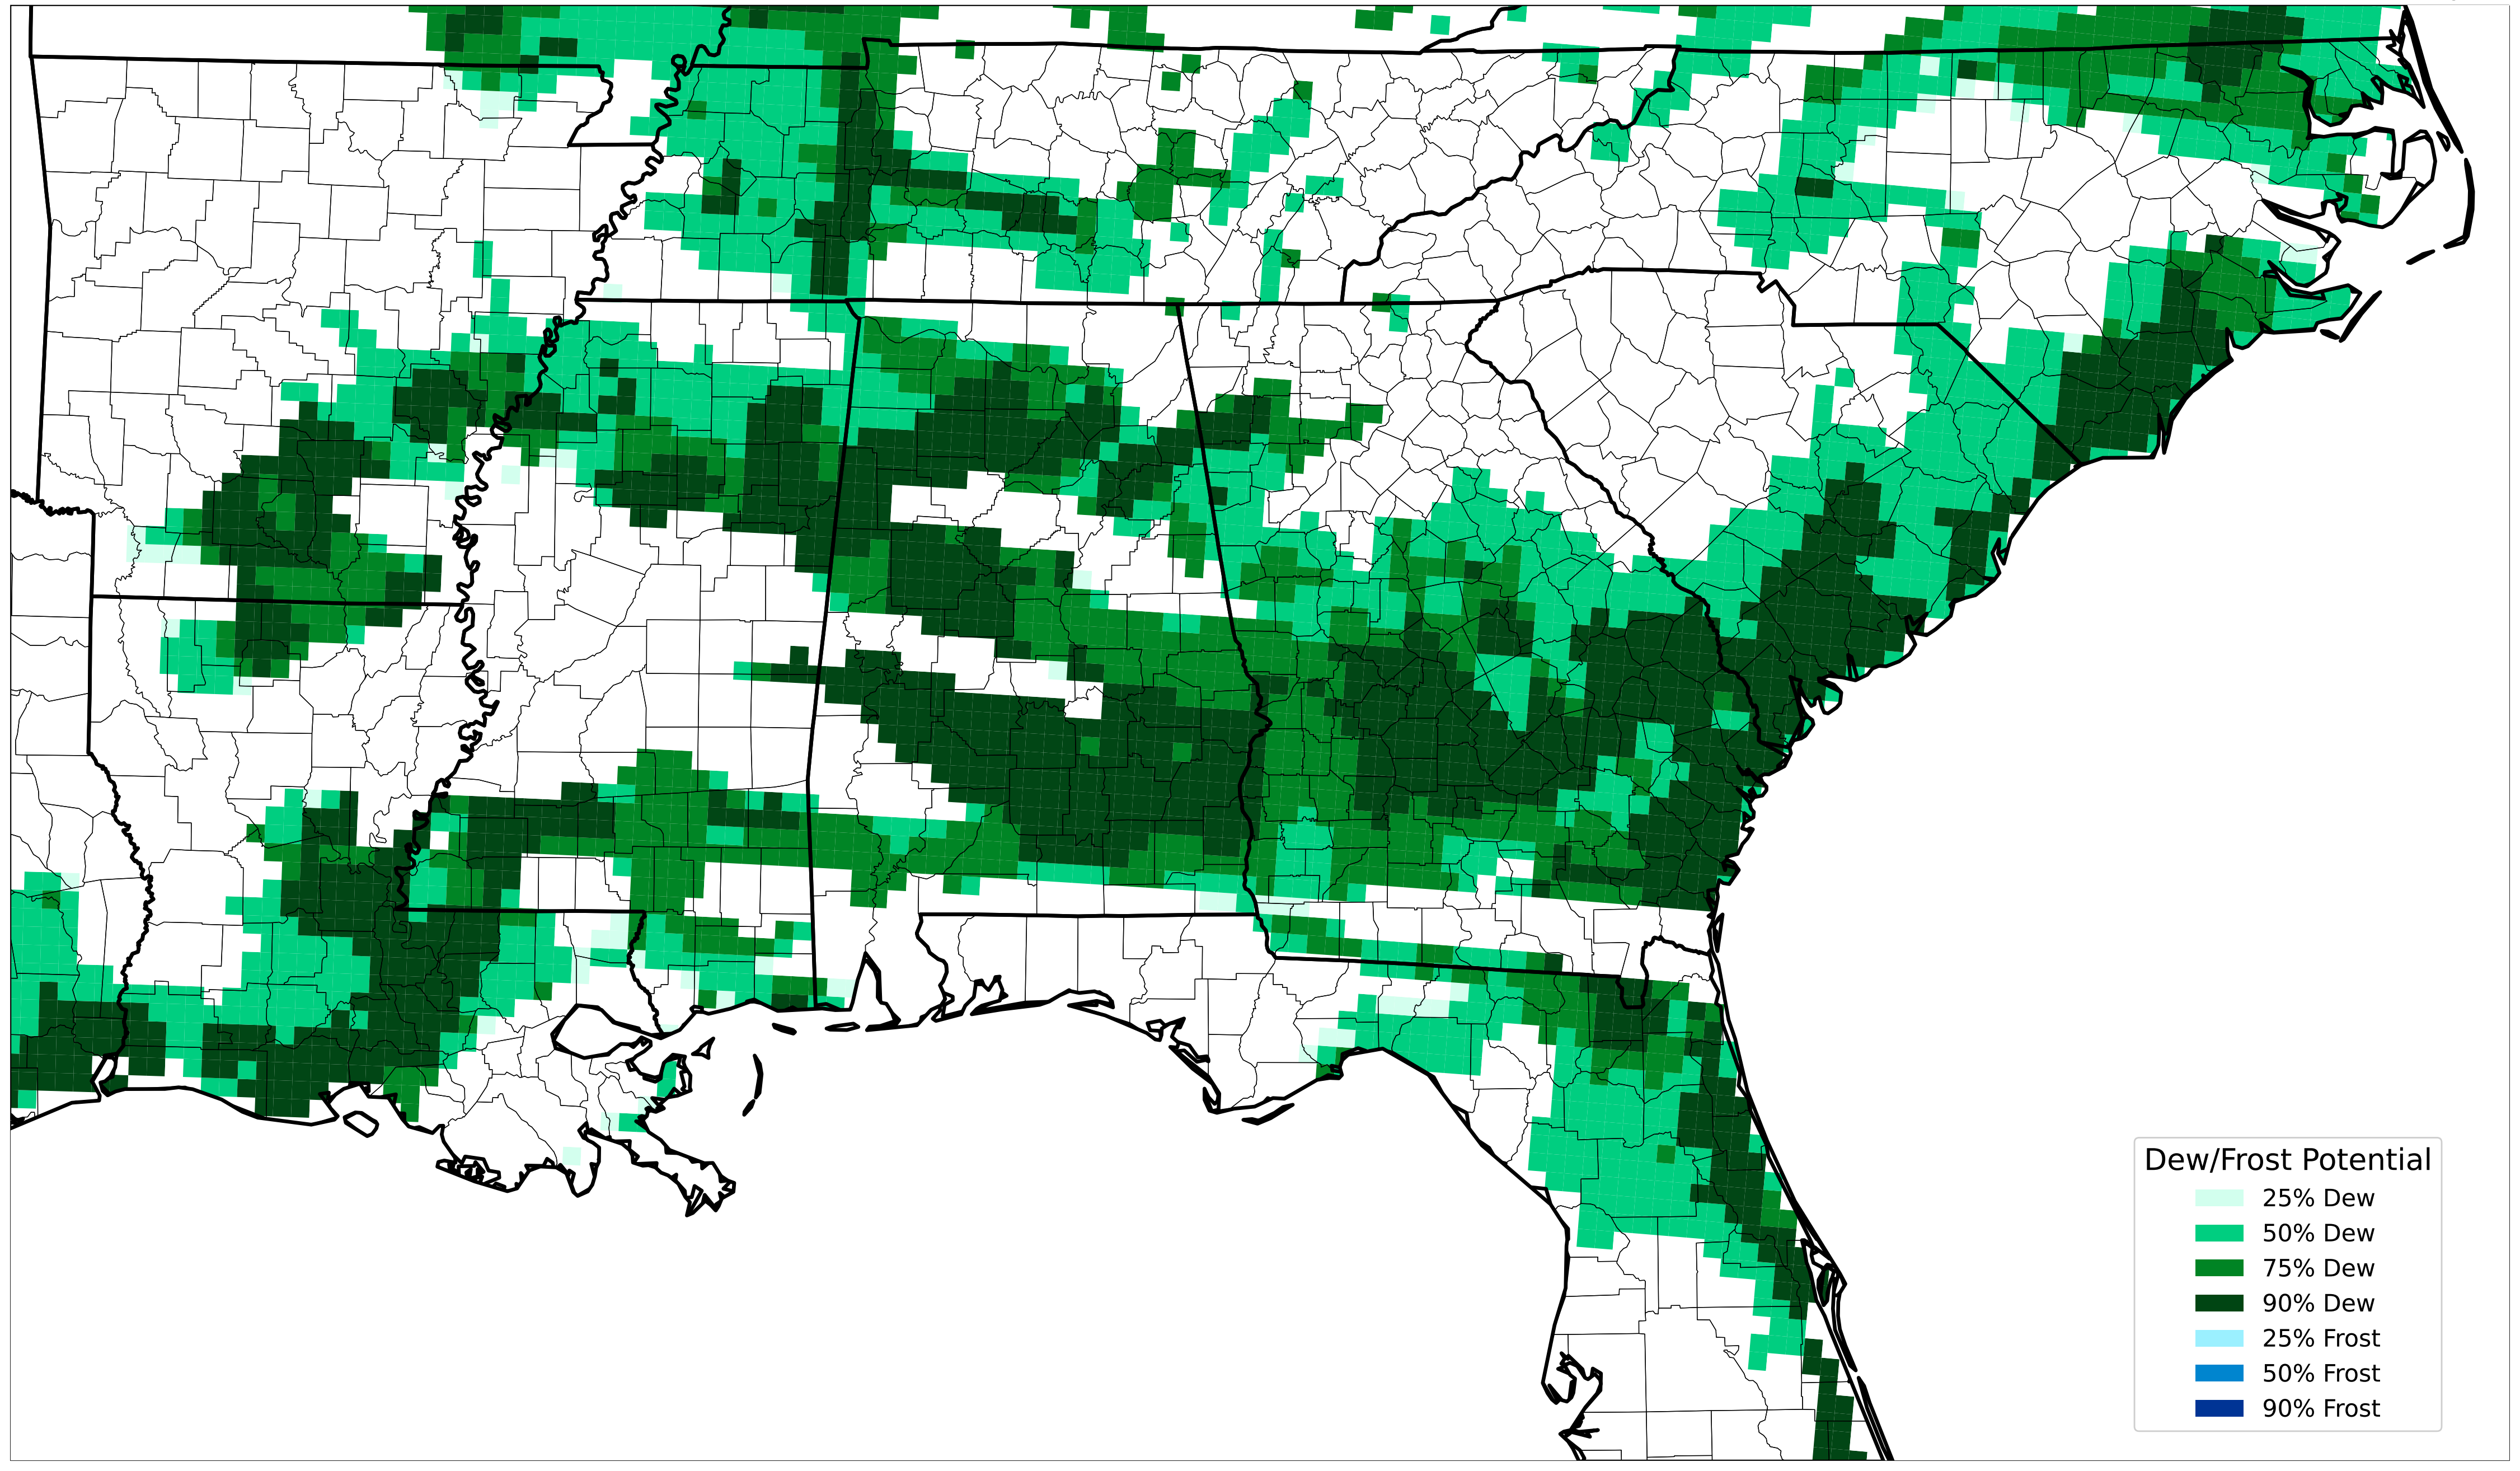 Dew/Frost Potential
25% Dew
50% Dew
75% Dew
90% Dew
25% Frost
50% Frost
90% Frost